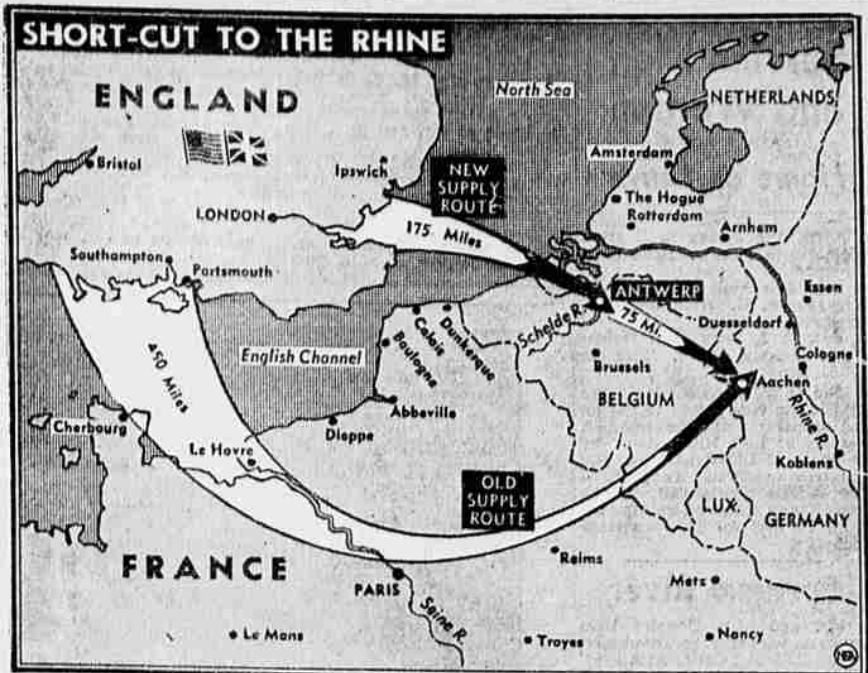 SHORT-CUT TO THE RHINE
ENGLAND
North Sea
NETHERLANDS
Bristol
Ipswich
NEW
SUPPLY
ROUTE
Amsterdam
The Hague
Rotterdam
Arnhem
LONDON
175 Miles
Southampton
Portsmouth
ANTWERP
Essen
Schelde R.
75 Mi.
Duesseldorf
English Channel
Calais
Dunkerque
Boulogne
Brussels
Cologne
450 Miles
Aachen
BELGIUM
Rhine R.
Cherbourg
Abbeville
Dieppe
Le Havre
Koblenz
OLD
SUPPLY
ROUTE
LUX.
GERMANY
FRANCE
Reims
PARIS
Metz
Seine R.
Le Mans
Troyes
Nancy
NEA